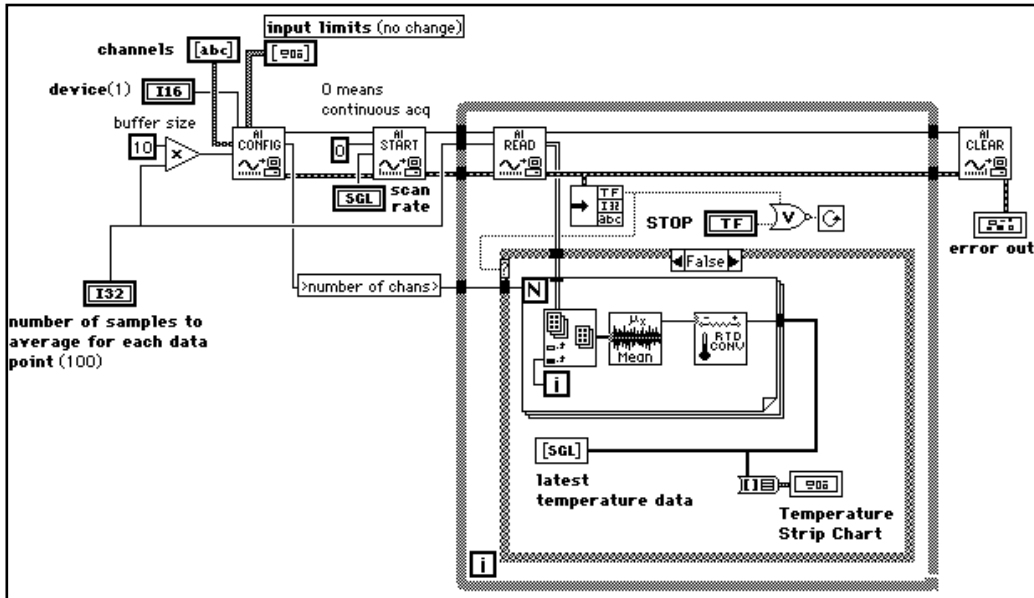 input limits (no change)
channels
[abc]
device(1)
I16
0 means
continuous acq
buffer size
10
x
AI
CONFIG
0
AI
START
AI
READ
AI
CLEAR
SGL
scan
rate
TF
I32
abc
STOP
TF
V
error out
False
?
I32
>number of chans>
N
number of samples to
average for each data
point (100)
μx
Mean
- +
RTD
CONV
i
[SGL]
latest
temperature data
Temperature
Strip Chart
i